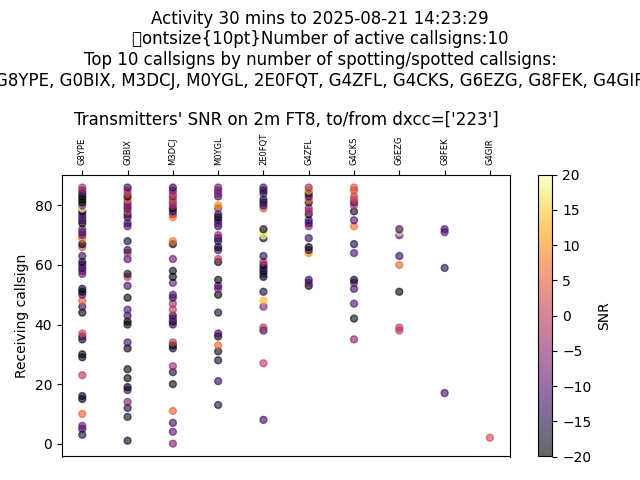 Activity 30 mins to 2025-08-21 14:23:29
ontsize{10pt}Number of active callsigns:10
Top 10 callsigns by number of spotting/spotted callsigns:
G8YPE, G0BIX, M3DCJ, M0YGL, 2E0FQT, G4ZFL, G4CKS, G6EZG, G8FEK, G4GIR
Transmitters' SNR on 2m FT8, to/from dxcc=['223']
G8YPE G0BIX M3DCJ M0YGL 2E0FQT G4ZFL G4CKS G6EZG G8FEK G4GIR
Receiving callsign
80
60
40
20
0
20
15
10
5
0
−5
−10
−15
−20
SNR